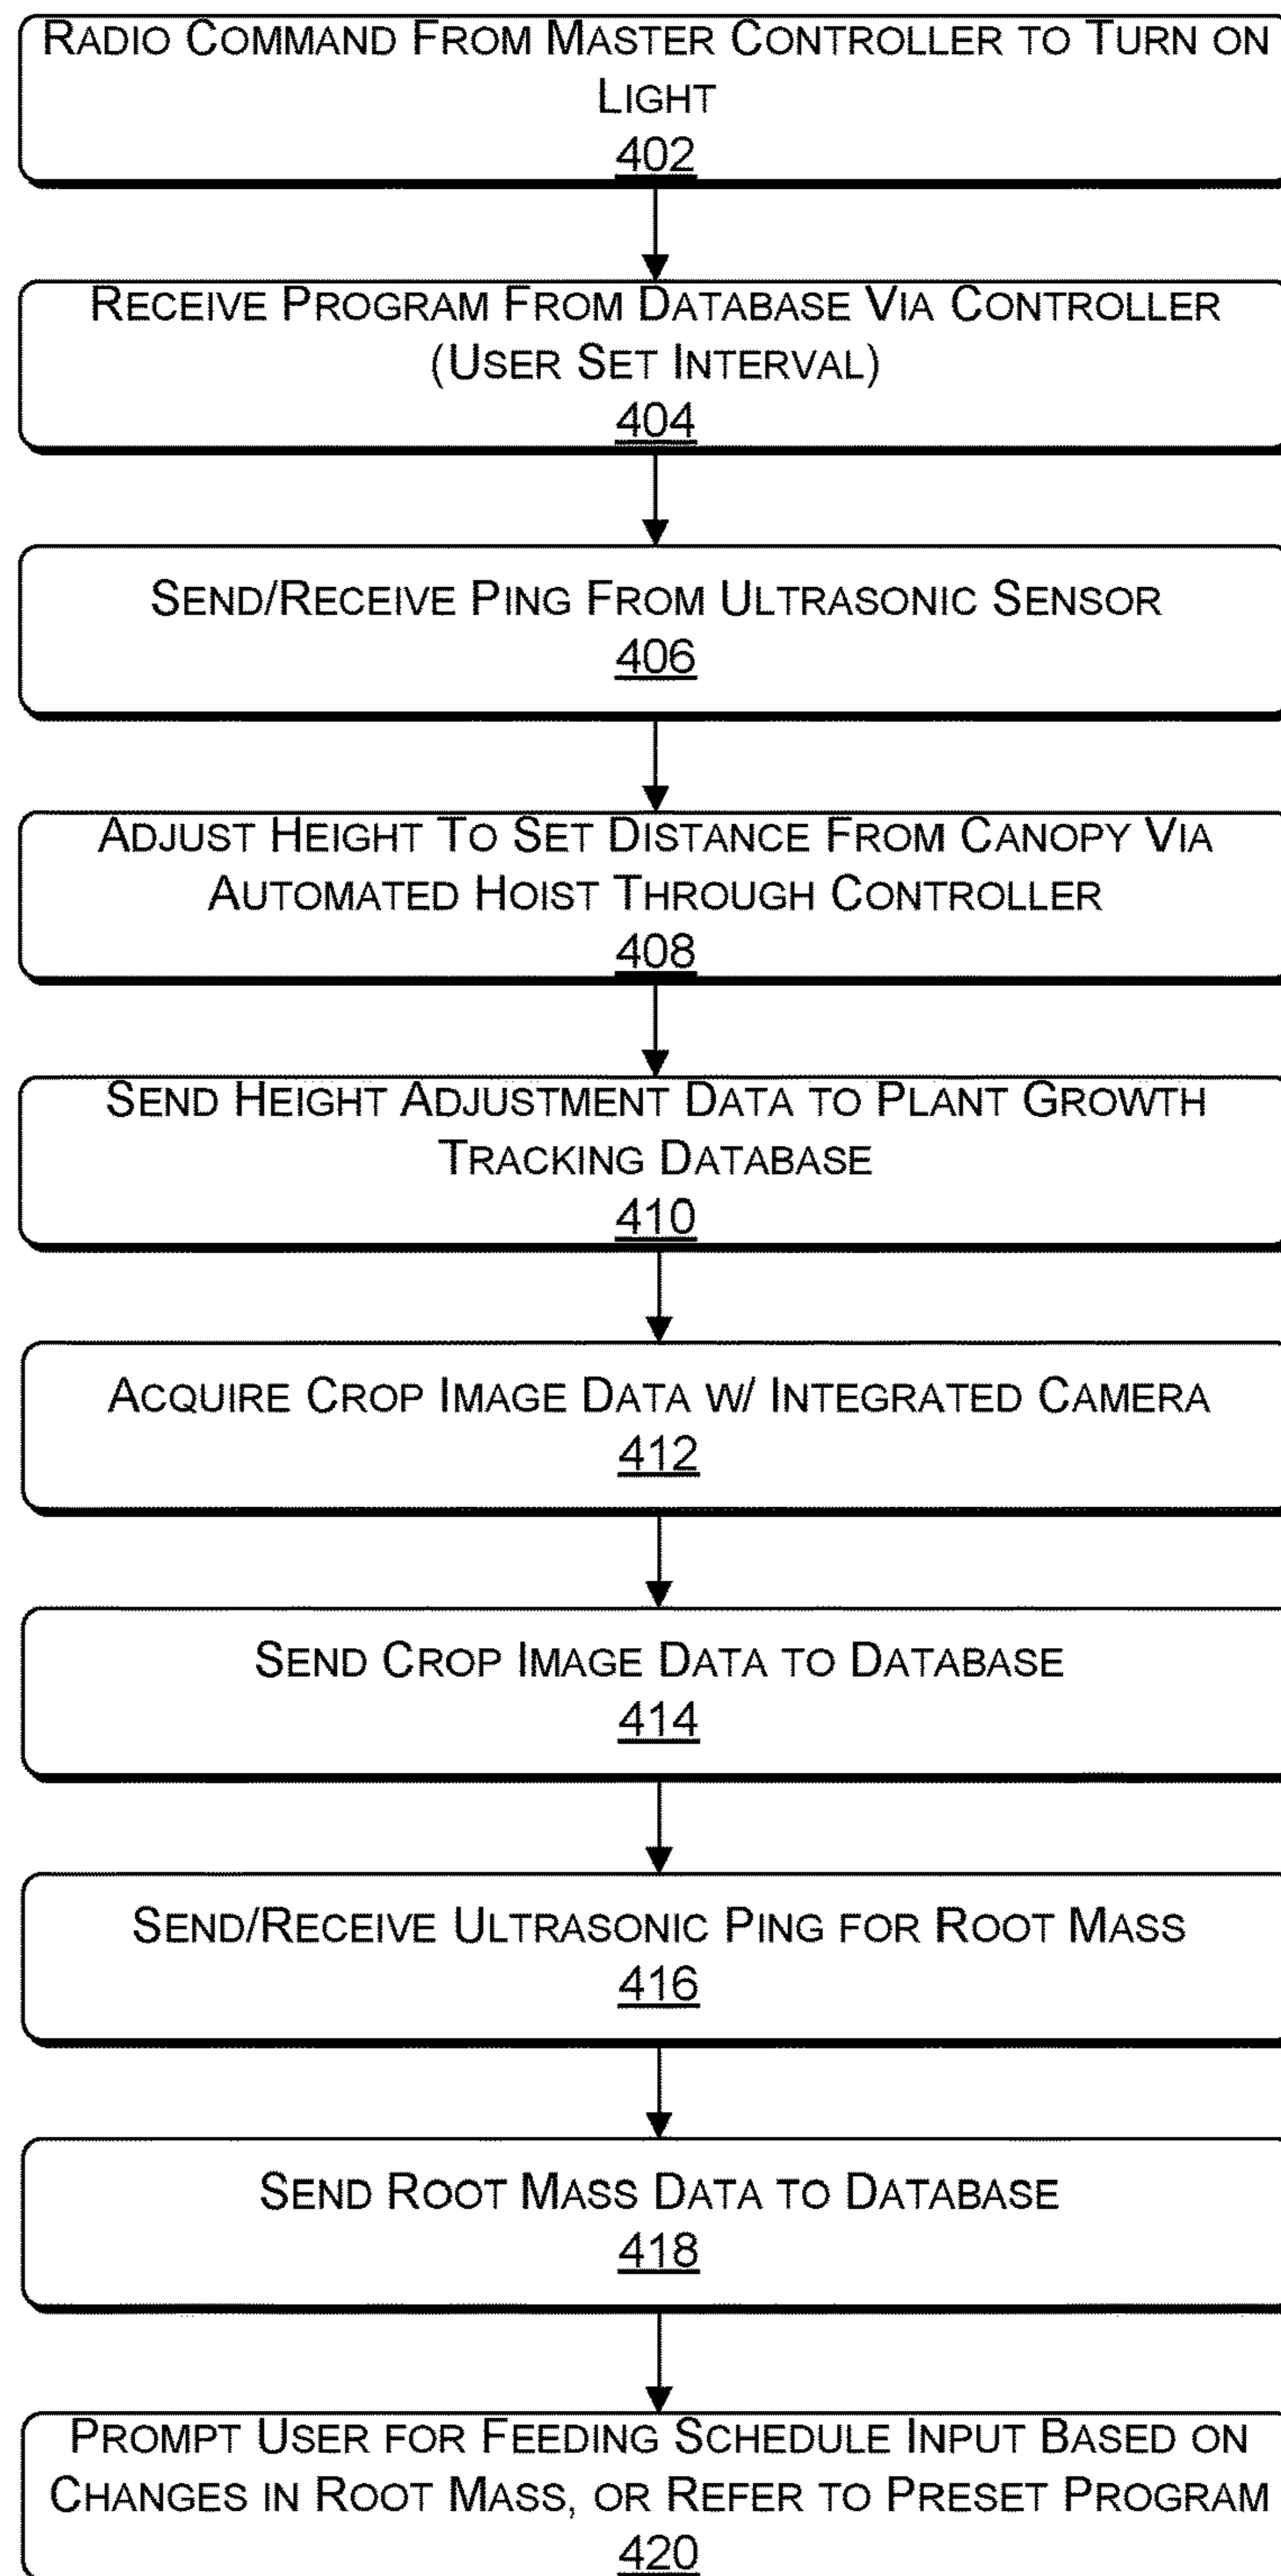 RADIO COMMAND FROM MASTER CONTROLLER TO TURN ON
LIGHT
402
RECEIVE PROGRAM FROM DATABASE VIA CONTROLLER
(USER SET INTERVAL)
404
SEND/RECEIVE PING FROM ULTRASONIC SENSOR
406
ADJUST HEIGHT TO SET DISTANCE FROM CANOPY VIA
AUTOMATED HOIST THROUGH CONTROLLER
408
SEND HEIGHT ADJUSTMENT DATA TO PLANT GROWTH
TRACKING DATABASE
410
ACQUIRE CROP IMAGE DATA W/ INTEGRATED CAMERA
412
SEND CROP IMAGE DATA TO DATABASE
414
SEND/RECEIVE ULTRASONIC PING FOR ROOT MASS
416
SEND ROOT MASS DATA TO DATABASE
418
PROMPT USER FOR FEEDING SCHEDULE INPUT BASED ON
CHANGES IN ROOT MASS, OR REFER TO PRESET PROGRAM
420